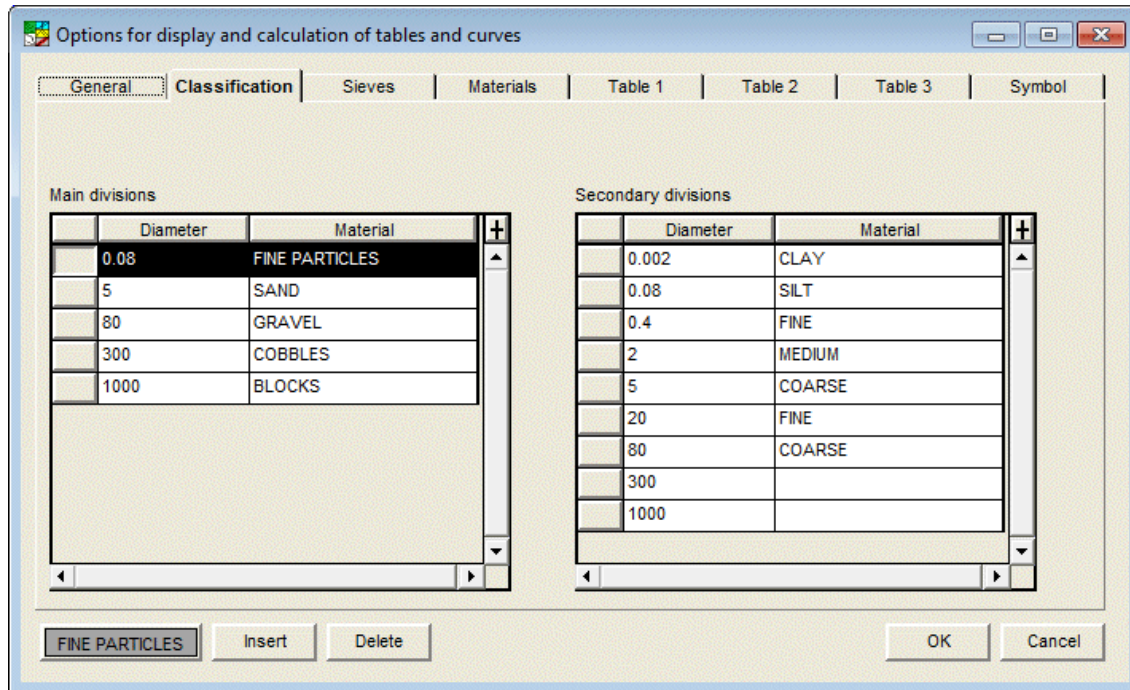 Options for display and calculation of tables and curves
General Classification Sieves Materials Table 1 Table 2 Table 3 Symbol
Main divisions
Diameter Material
0.08 FINE PARTICLES
5 SAND
80 GRAVEL
300 COBBLES
1000 BLOCKS
Secondary divisions
Diameter Material
0.002 CLAY
0.08 SILT
0.4 FINE
2 MEDIUM
5 COARSE
20 FINE
80 COARSE
300
1000
FINE PARTICLES Insert Delete OK Cancel